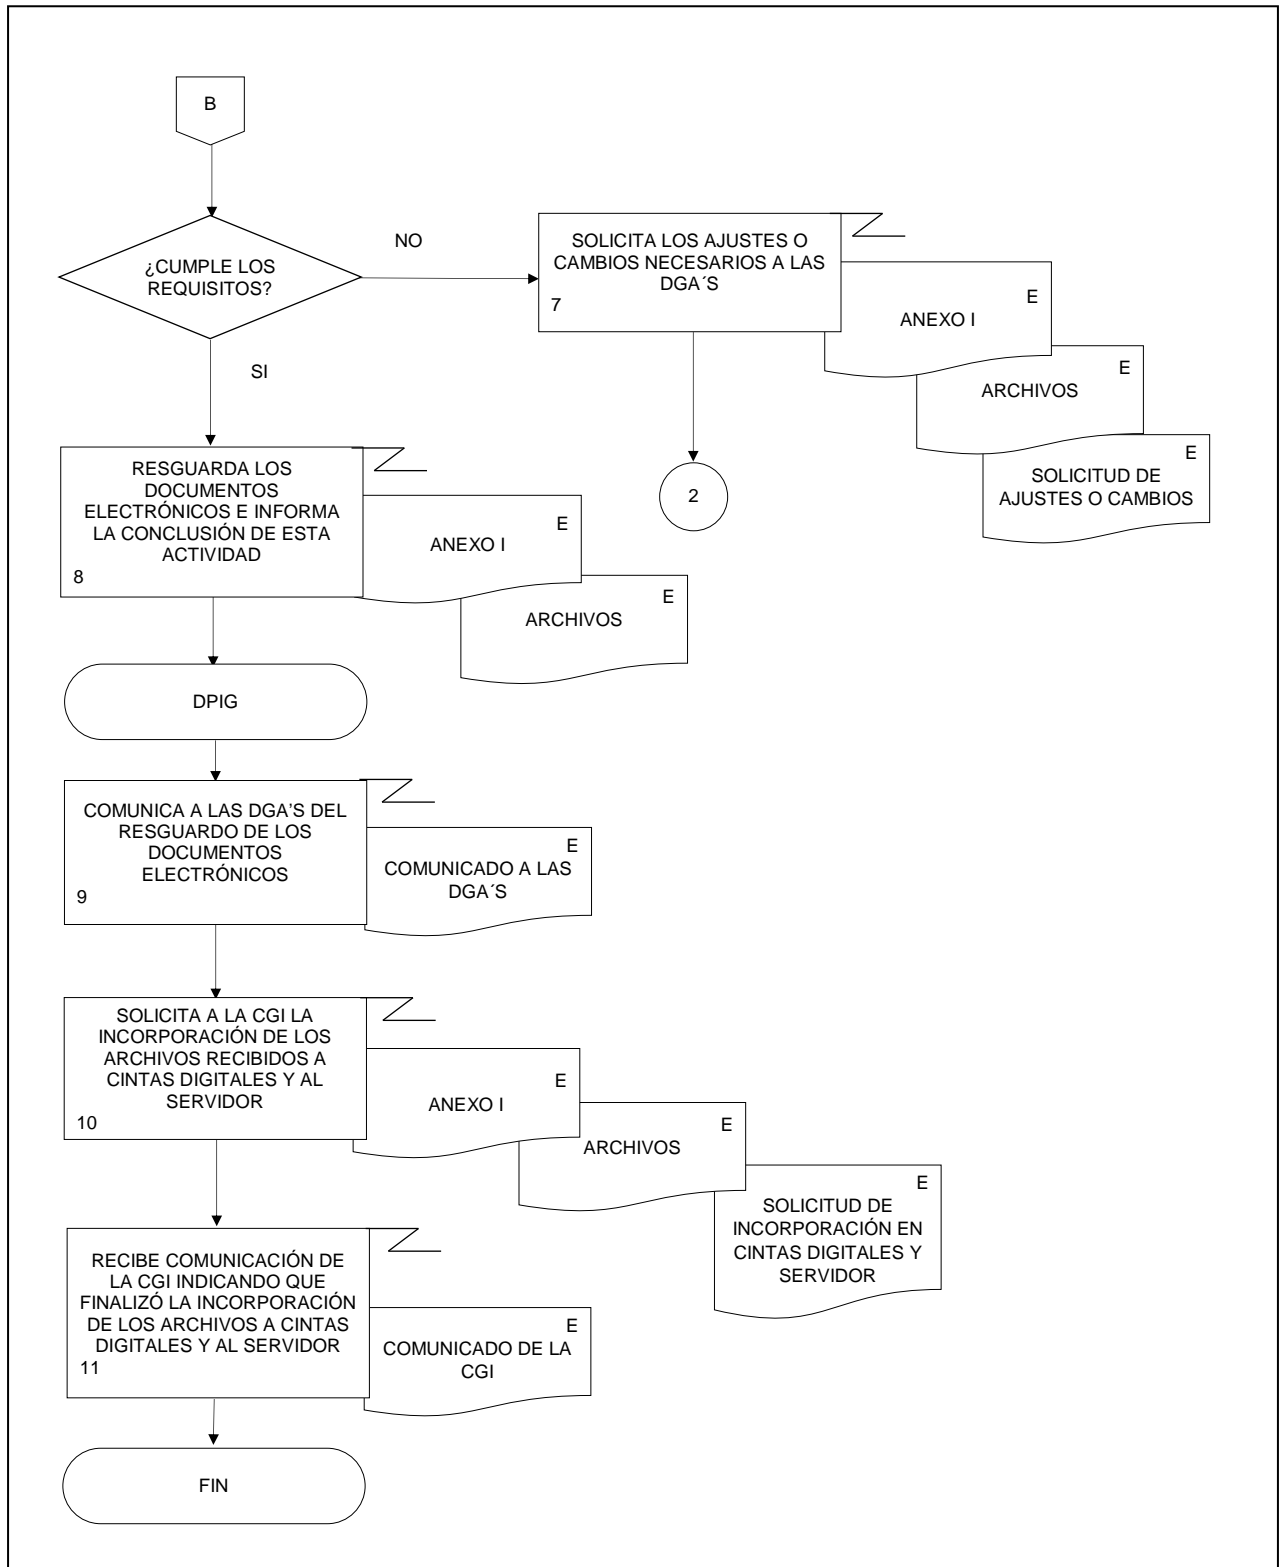 B
¿CUMPLE LOS
REQUISITOS?
NO
SI
SOLICITA LOS AJUSTES O
CAMBIOS NECESARIOS A LAS
DGA´S
7
E
ANEXO I
E
ARCHIVOS
E
SOLICITUD DE
AJUSTES O CAMBIOS
2
RESGUARDA LOS
DOCUMENTOS
ELECTRÓNICOS E INFORMA
LA CONCLUSIÓN DE ESTA
ACTIVIDAD
8
E
ANEXO I
E
ARCHIVOS
DPIG
COMUNICA A LAS DGA'S DEL
RESGUARDO DE LOS
DOCUMENTOS
ELECTRÓNICOS
9
E
COMUNICADO A LAS
DGA´S
SOLICITA A LA CGI LA
INCORPORACIÓN DE LOS
ARCHIVOS RECIBIDOS A
CINTAS DIGITALES Y AL
SERVIDOR
10
E
ANEXO I
E
ARCHIVOS
E
SOLICITUD DE
INCORPORACIÓN EN
CINTAS DIGITALES Y
SERVIDOR
RECIBE COMUNICACIÓN DE
LA CGI INDICANDO QUE
FINALIZÓ LA INCORPORACIÓN
DE LOS ARCHIVOS A CINTAS
DIGITALES Y AL SERVIDOR
11
E
COMUNICADO DE LA
CGI
FIN